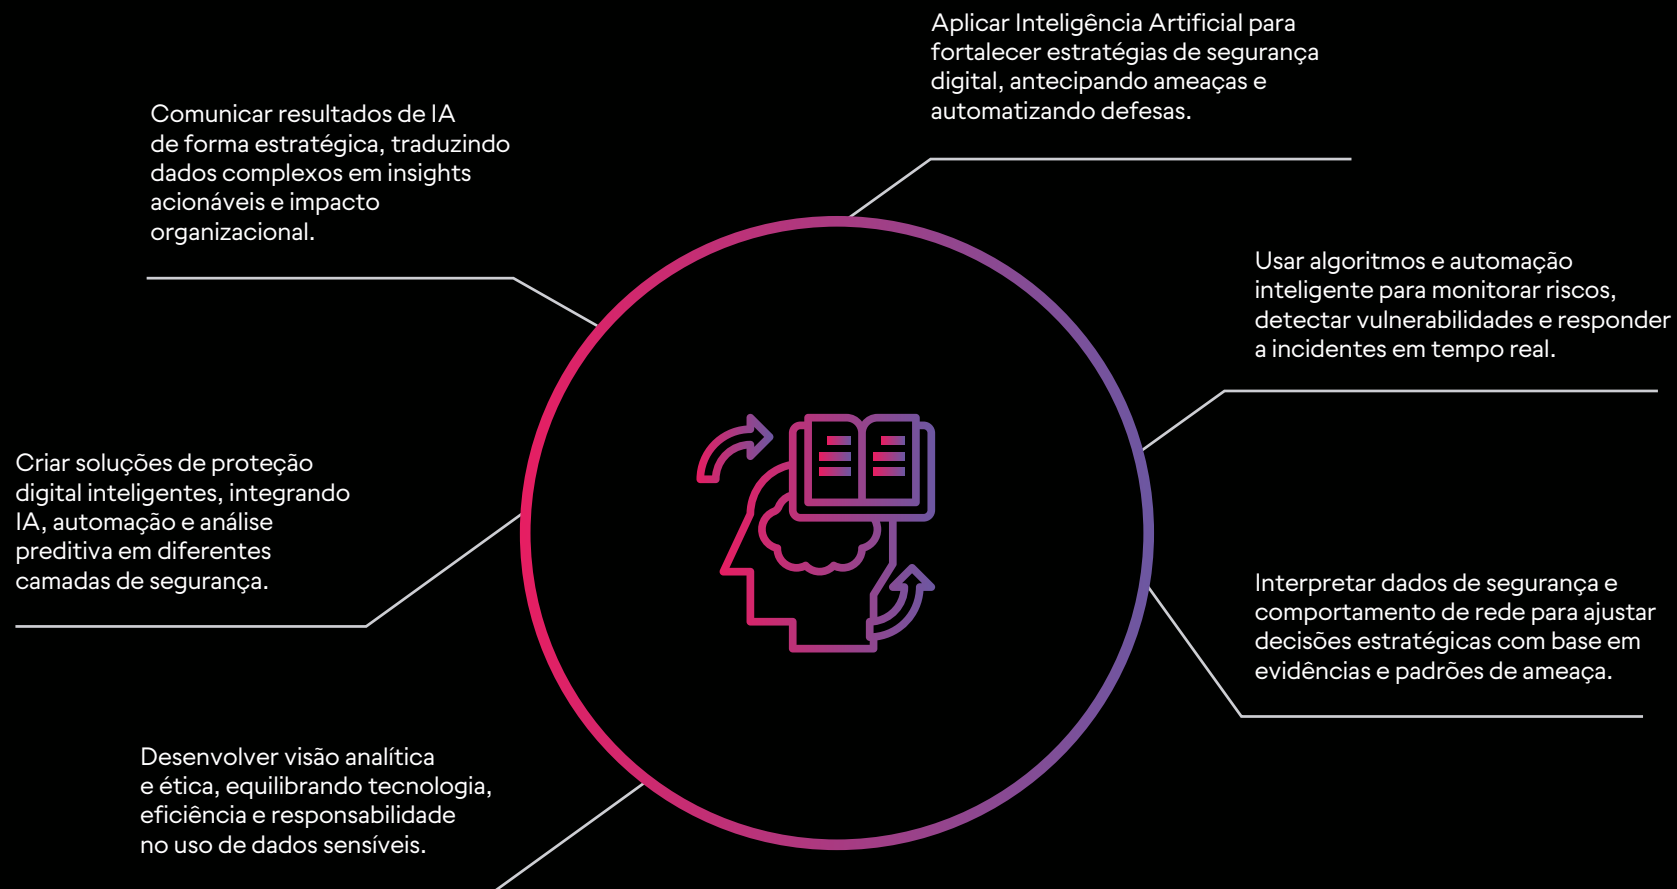 Aplicar Inteligência Artificial para
fortalecer estratégias de segurança
digital, antecipando ameaças e
automatizando defesas.
Comunicar resultados de IA
de forma estratégica, traduzindo
dados complexos em insights
acionáveis e impacto
organizacional.
Usar algoritmos e automação
inteligente para monitorar riscos,
detectar vulnerabilidades e responder
a incidentes em tempo real.
Criar soluções de proteção
digital inteligentes, integrando
IA, automação e análise
preditiva em diferentes
camadas de segurança.
Interpretar dados de segurança e
comportamento de rede para ajustar
decisões estratégicas com base em
evidências e padrões de ameaça.
Desenvolver visão analítica
e ética, equilibrando tecnologia,
eficiência e responsabilidade
no uso de dados sensíveis.